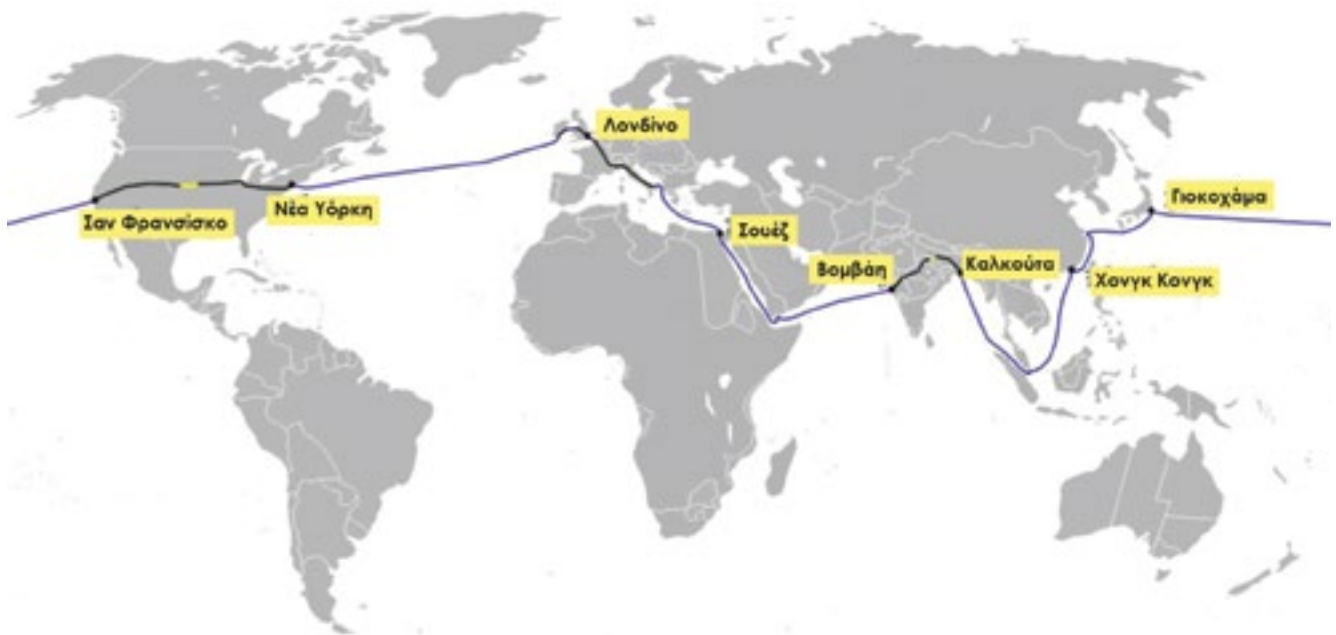 Λονδίνο
Σαν Φρανσίσκο
Νέα Υόρκη
Σουέζ
Γιοκοχάμα
Βομβάη
Καλκούτα
Χονγκ Κονγκ